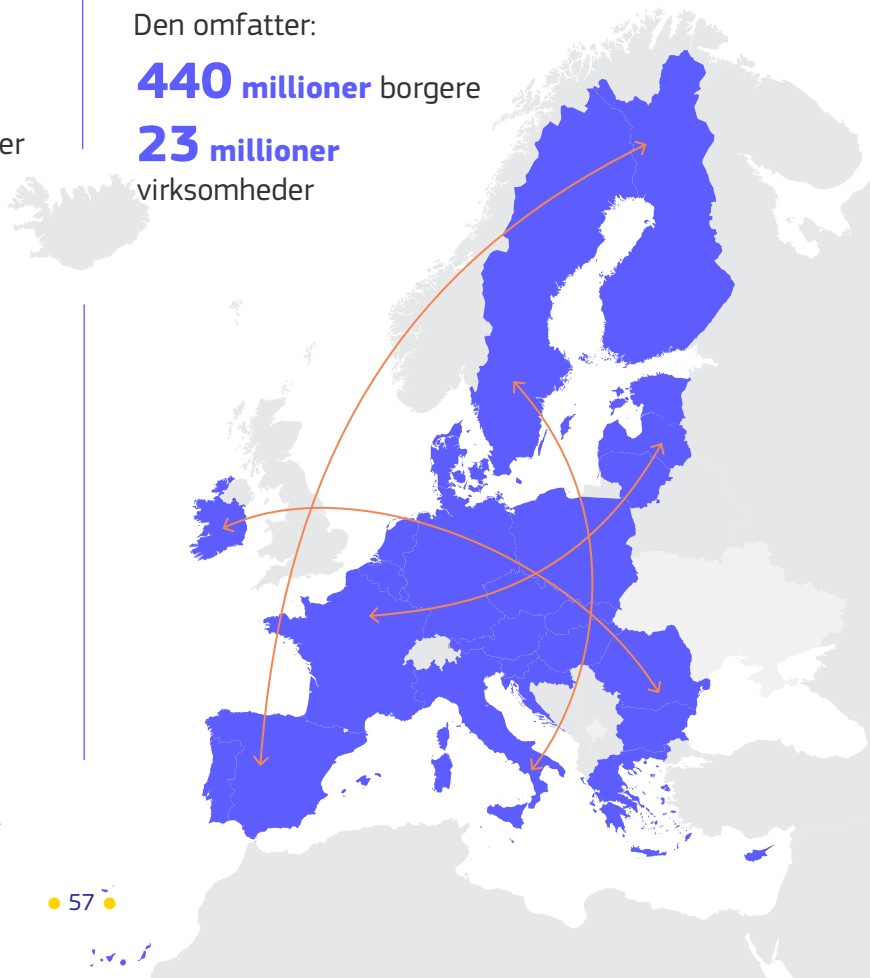 Den omfatter:
440 millioner borgere
er
23 millioner
virksomheder
57